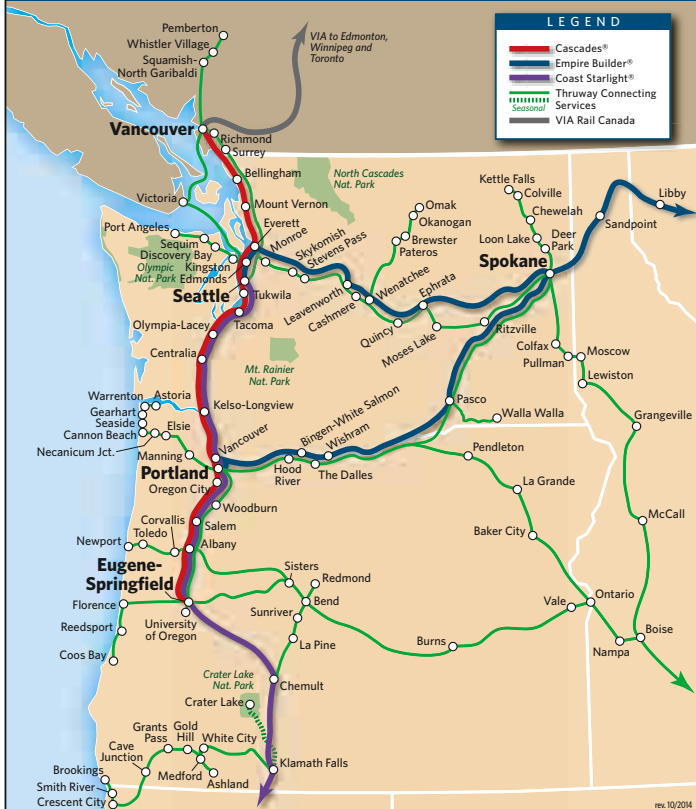 LEGEND
Cascades®
Empire Builder®
Coast Starlight®
Thruway Connecting
Services
Seasonal
VIA Rail Canada
Pemberton
Whistler Village
Squamish-
North Garibaldi
VIA to Edmonton,
Winnipeg and
Toronto
Vancouver
Richmond
Surrey
Bellingham
North Cascades
Nat. Park
Victoria
Mount Vernon
Port Angeles
Everett
Monroe
Sequim
Discovery Bay
Olympic
Nat. Park
Kingston
Edmonds
Skykomish
Stevens Pass
Seattle
Tukwila
Leavenworth
Cashmere
Wenatchee
Omak
Okanogan
Brewster
Pateros
Ephrata
Quincy
Moses Lake
Ritzville
Kettle Falls
Colville
Chewelah
Loon Lake
Deer
Park
Spokane
Sandpoint
Libby
Olympia-Lacey
Tacoma
Centralia
Mt. Rainier
Nat. Park
Colfax
Pullman
Moscow
Lewiston
Grangeville
Warrenton
Astoria
Gearhart
Seaside
Cannon Beach
Elsie
Necanicum Jct.
Manning
Kelso-Longview
Vancouver
Bingen-White Salmon
Wishram
Pasco
Walla Walla
Portland
Oregon City
Hood
River
The Dalles
Pendleton
La Grande
Baker City
McCall
Woodburn
Salem
Corvallis
Toledo
Newport
Albany
Eugene-
Springfield
Sisters
Redmond
Bend
Sunriver
La Pine
Florence
University
of Oregon
Reedsport
Coos Bay
Burns
Vale
Ontario
Nampa
Boise
Crater Lake
Nat. Park
Crater Lake
Chemult
Grants
Pass
Gold
Hill
White City
Cave
Junction
Medford
Ashland
Klamath Falls
Brookings
Smith River
Crescent City
rev. 10/2014